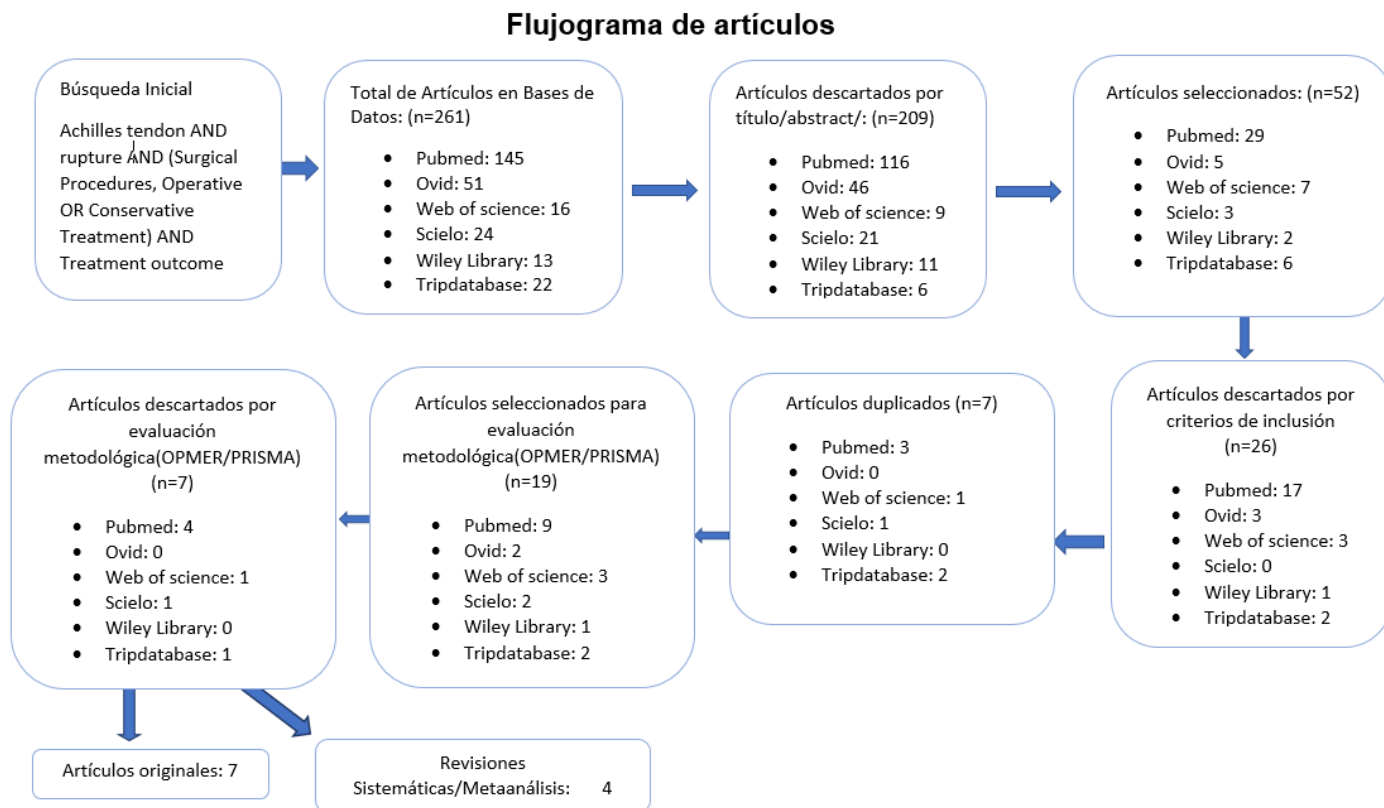 Flujograma de artículos
Búsqueda Inicial
Achilles tendon AND
rupture AND (Surgical
Procedures, Operative
OR Conservative
Treatment) AND
Treatment outcome
Total de Artículos en Bases de
Datos: (n=261)
• Pubmed: 145
• Ovid: 51
• Web of science: 16
• Scielo: 24
• Wiley Library: 13
• Tripdatabase: 22
Artículos descartados por
título/abstract/: (n=209)
• Pubmed: 116
• Ovid: 46
• Web of science: 9
• Scielo: 21
• Wiley Library: 11
• Tripdatabase: 6
Artículos seleccionados: (n=52)
• Pubmed: 29
• Ovid: 5
• Web of science: 7
• Scielo: 3
• Wiley Library: 2
• Tripdatabase: 6
Artículos descartados por
criterios de inclusión
(n=26)
• Pubmed: 17
• Ovid: 3
• Web of science: 3
• Scielo: 0
• Wiley Library: 1
• Tripdatabase: 2
Artículos duplicados (n=7)
• Pubmed: 3
• Ovid: 0
• Web of science: 1
• Scielo: 1
• Wiley Library: 0
• Tripdatabase: 2
Artículos seleccionados para
evaluación
metodológica(OPMER/PRISMA)
(n=19)
• Pubmed: 9
• Ovid: 2
• Web of science: 3
• Scielo: 2
• Wiley Library: 1
• Tripdatabase: 2
Artículos descartados por
evaluación
metodológica(OPMER/PRISMA)
(n=7)
• Pubmed: 4
• Ovid: 0
• Web of science: 1
• Scielo: 1
• Wiley Library: 0
• Tripdatabase: 1
Artículos originales: 7
Revisiones
Sistemáticas/Metaanálisis: 4